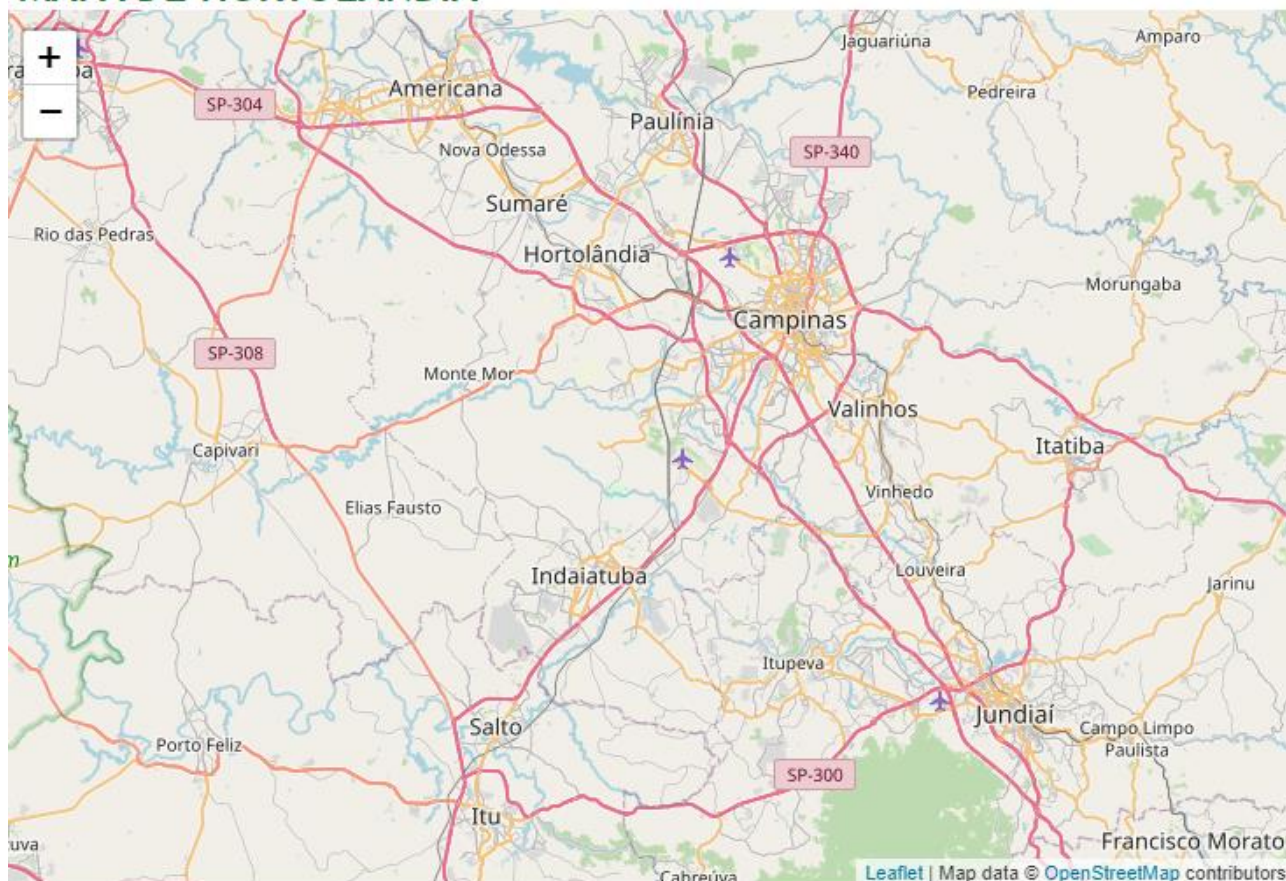 +
−
Jaguariúna
Amparo
Americana
Pedreira
SP-304
Paulínia
Nova Odessa
SP-340
Sumaré
Rio das Pedras
Hortolândia
Morungaba
Campinas
SP-308
Monte Mor
Valinhos
Capivari
Itatiba
Vinhedo
Elias Fausto
Indaiatuba
Louveira
Jarinu
Itupeva
Jundiaí
Salto
Campo Limpo
Paulista
Porto Feliz
SP-300
Itu
Francisco Morato
Cabreúva
Leaflet | Map data © OpenStreetMap contributors